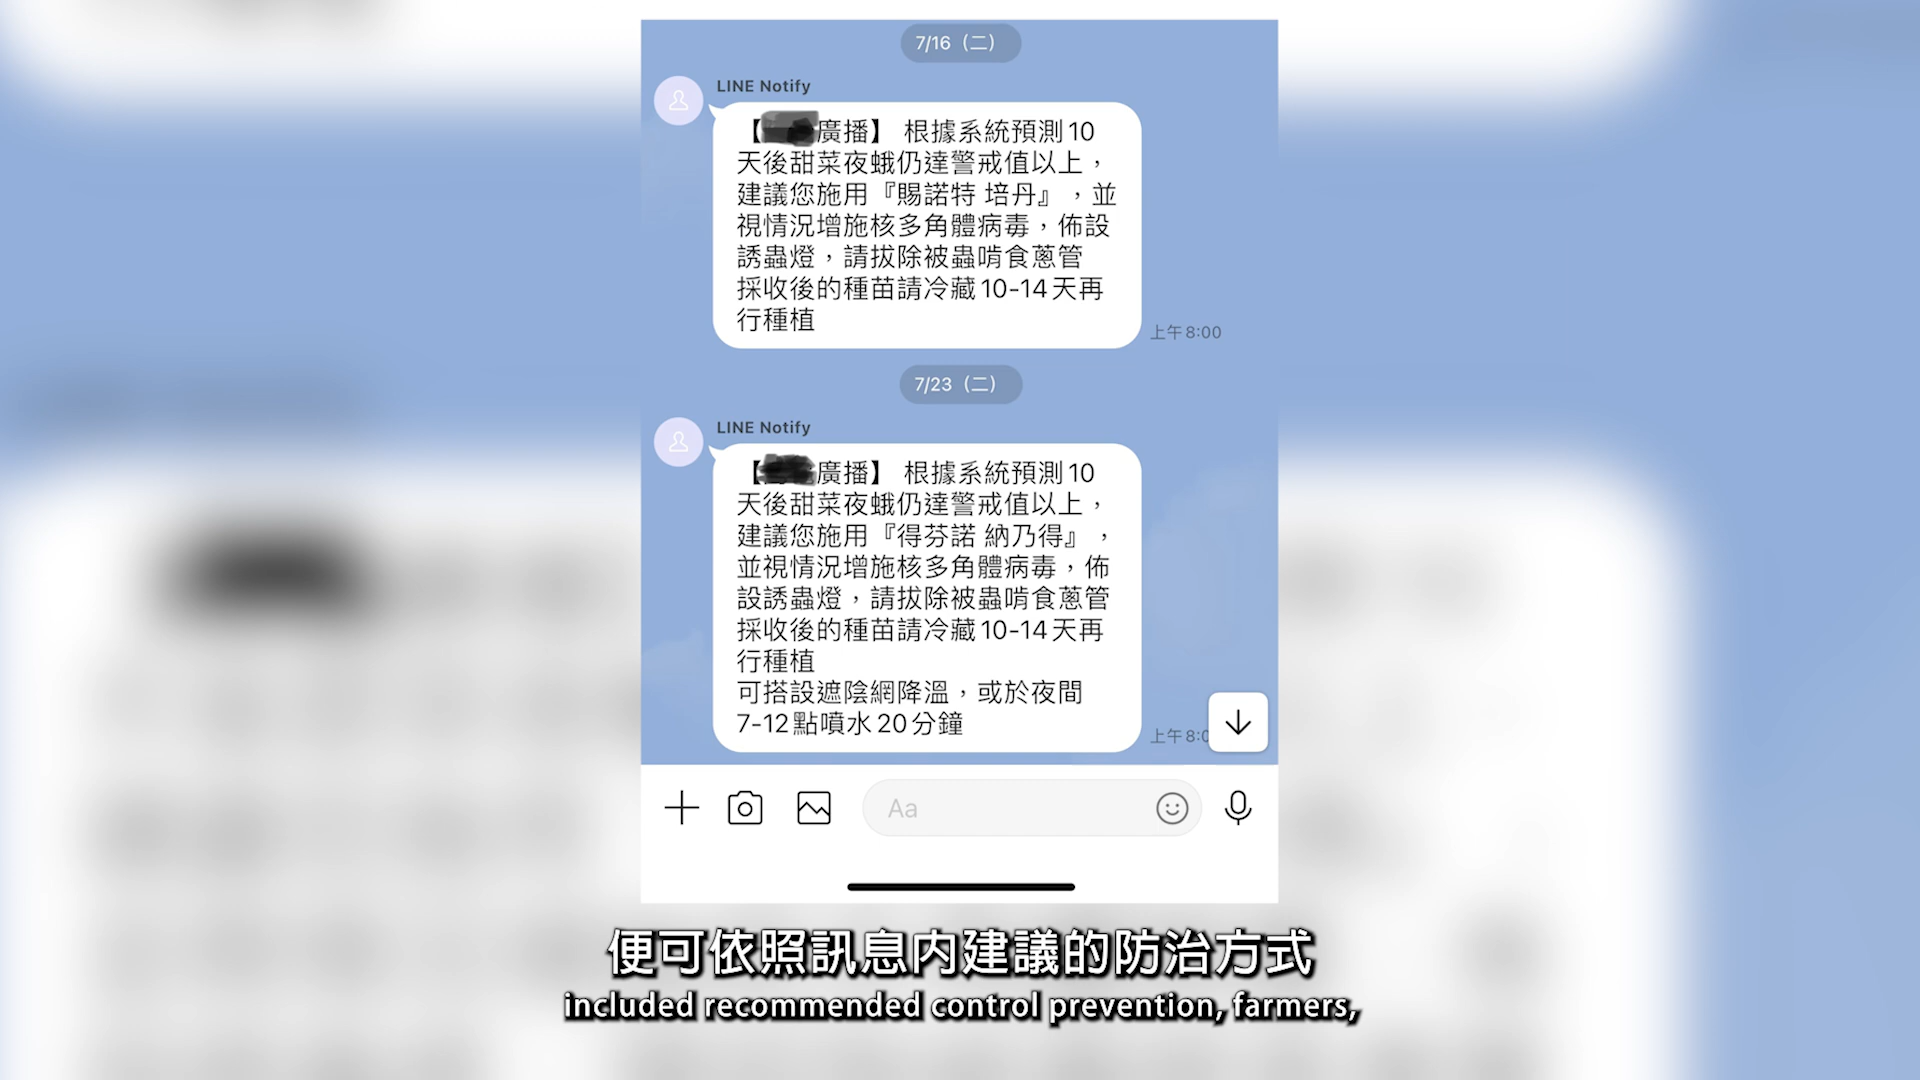 7/16（二）
LINE Notify
【廣播】 根據系統預測10
天後甜菜夜蛾仍達警戒值以上，
建議您施用『賜諾特 培丹』，並
視情況增施核多角體病毒，佈設
誘蟲燈，請拔除被蟲啃食蔥管
採收後的種苗請冷藏10-14天再
行種植
上午8:00
7/23（二）
LINE Notify
【廣播】 根據系統預測10
天後甜菜夜蛾仍達警戒值以上，
建議您施用『得芬諾 納乃得』，
並視情況增施核多角體病毒，佈
設誘蟲燈，請拔除被蟲啃食蔥管
採收後的種苗請冷藏10-14天再
行種植
可搭設遮陰網降溫，或於夜間
7-12點噴水20分鐘
上午8:0
Aa
便可依照訊息內建議的防治方式
included recommended control prevention, farmers,